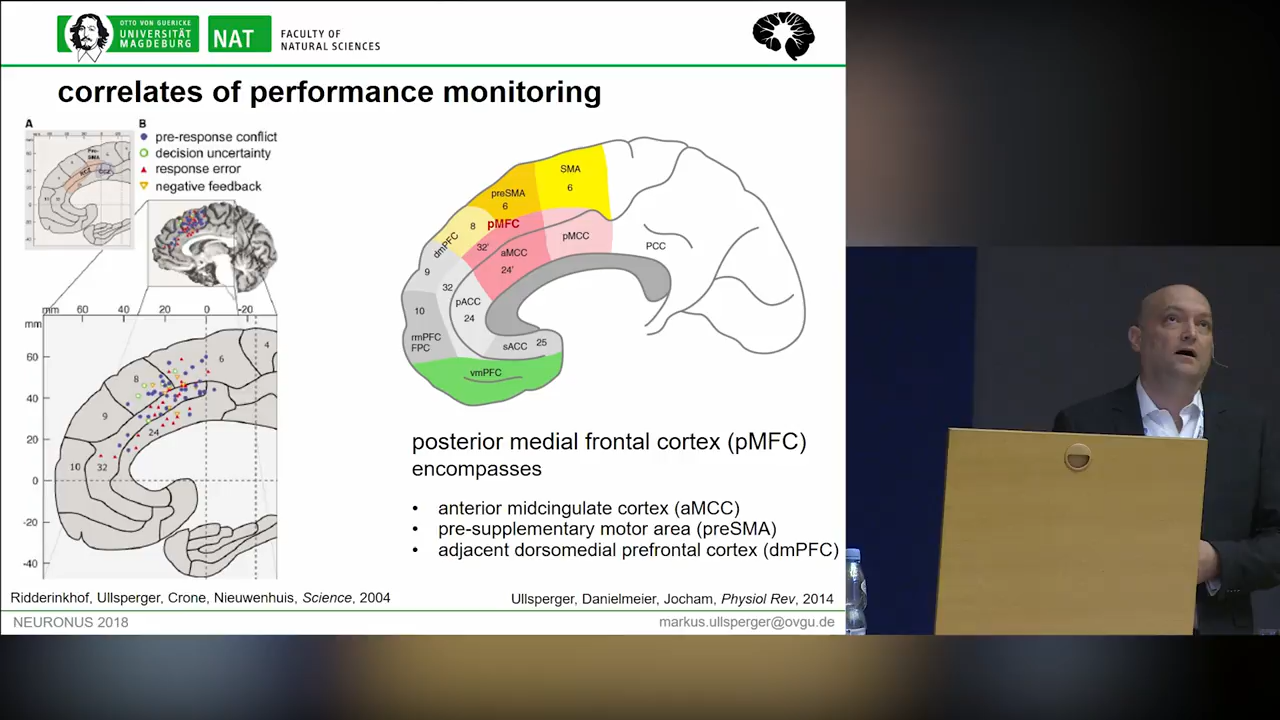 OTTO VON GUERICKE
UNIVERSITÄT
MAGDEBURG
NAT
FACULTY OF
NATURAL SCIENCES
correlates of performance monitoring
A
B
pre-response conflict
decision uncertainty
response error
negative feedback
mm 60 40 20 0 -20
mm
60
40
20
0
-20
-40
4
6
8
9
24
10
32
SMA
6
preSMA
6
pMFC
8
dmPFC
32'
aMCC
24'
pMCC
PCC
9
32
pACC
24
10
rmPFC
FPC
sACC 25
vmPFC
posterior medial frontal cortex (pMFC)
encompasses
• anterior midcingulate cortex (aMCC)
• pre-supplementary motor area (preSMA)
• adjacent dorsomedial prefrontal cortex (dmPFC)
Ridderinkhof, Ullsperger, Crone, Nieuwenhuis, Science, 2004
Ullsperger, Danielmeier, Jocham, Physiol Rev, 2014
NEURONUS 2018
markus.ullsperger@ovgu.de